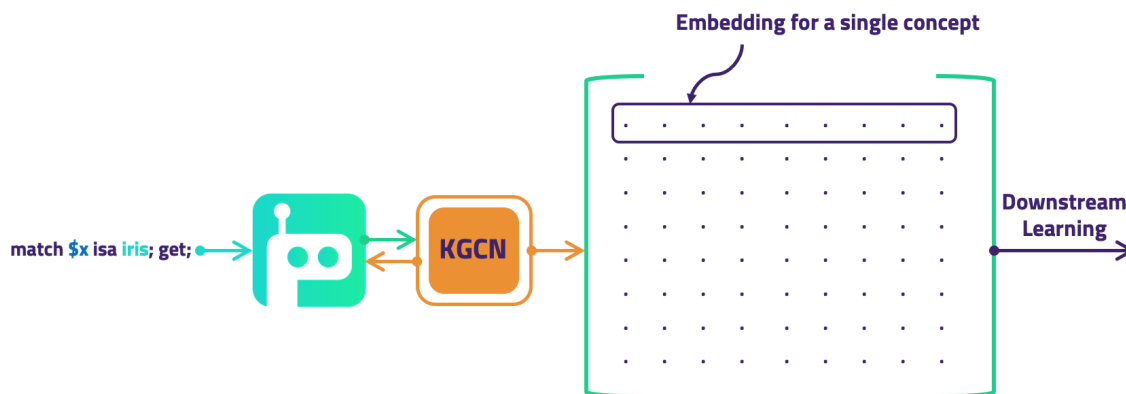 Embedding for a single concept
match $x isa iris; get;
KGCN
Downstream
Learning